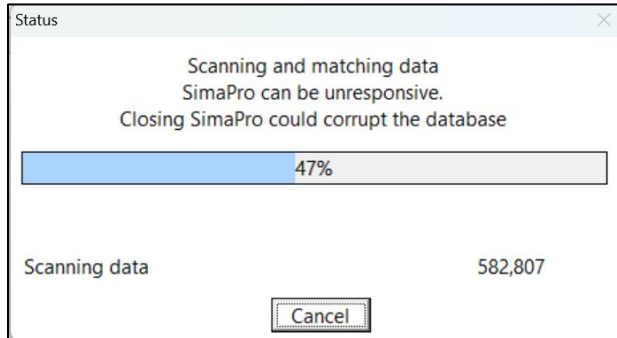 Status
Scanning and matching data
SimaPro can be unresponsive.
Closing SimaPro could corrupt the database
47%
Scanning data 582,807
Cancel